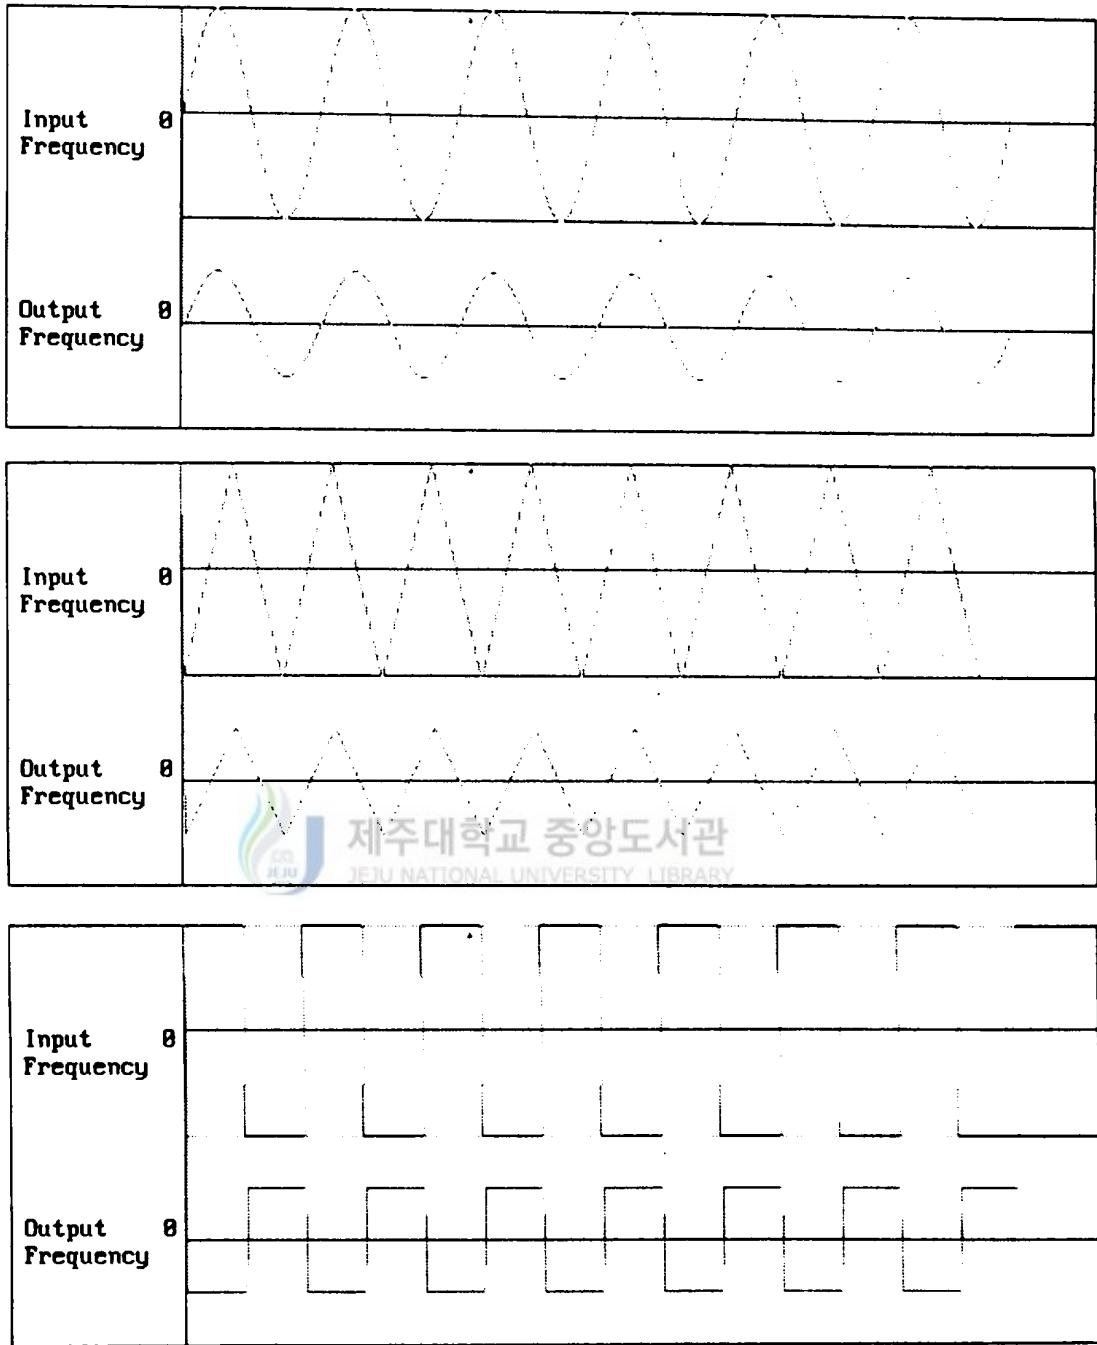 Input 0
Frequency
Output 0
Frequency
Input 0
Frequency
Output 0
Frequency
제주대학교 중앙도서관
JEJU NATIONAL UNIVERSITY LIBRARY
JEJU
Input 0
Frequency
Output 0
Frequency